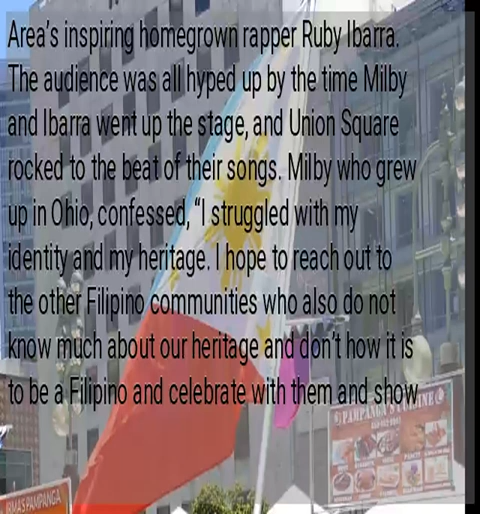 Area’s inspiring homegrown rapper Ruby Ibarra.
The audience was all hyped up by the time Milby
and Ibarra went up the stage, and Union Square
rocked to the beat of their songs. Milby who grew
up in Ohio, confessed, “I struggled with my
identity and my heritage. I hope to reach out to
the other Filipino communities who also do not
know much about our heritage and don’t how it is
to be a Filipino and celebrate with them and show
PAMPANGA'S CUISINE
PAMPANGA